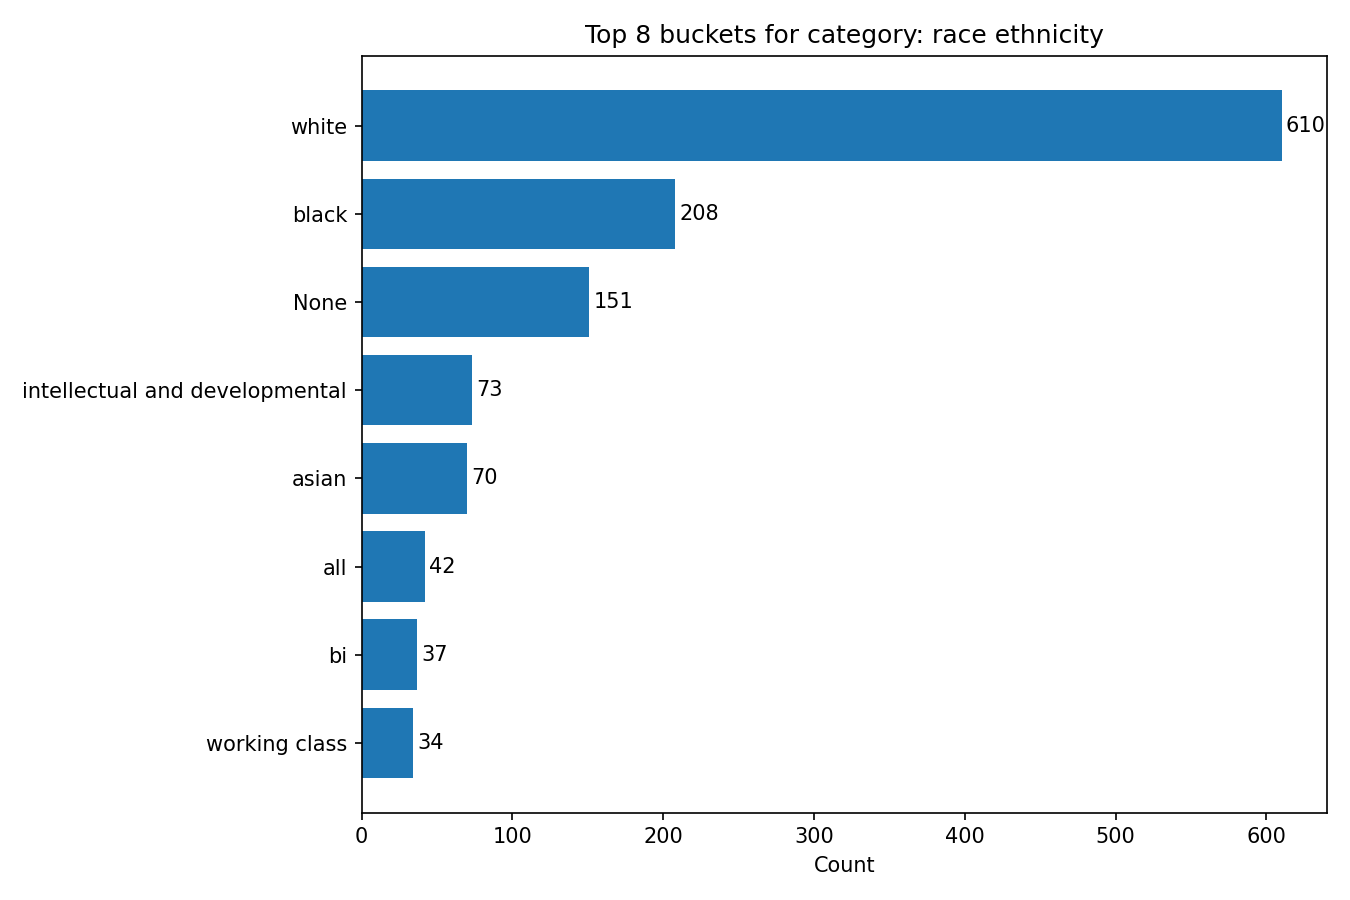 Top 8 buckets for category: race ethnicity
white
610
black
208
None
151
intellectual and developmental
73
asian
70
all
42
bi
37
working class
34
0 100 200 300 400 500 600
Count